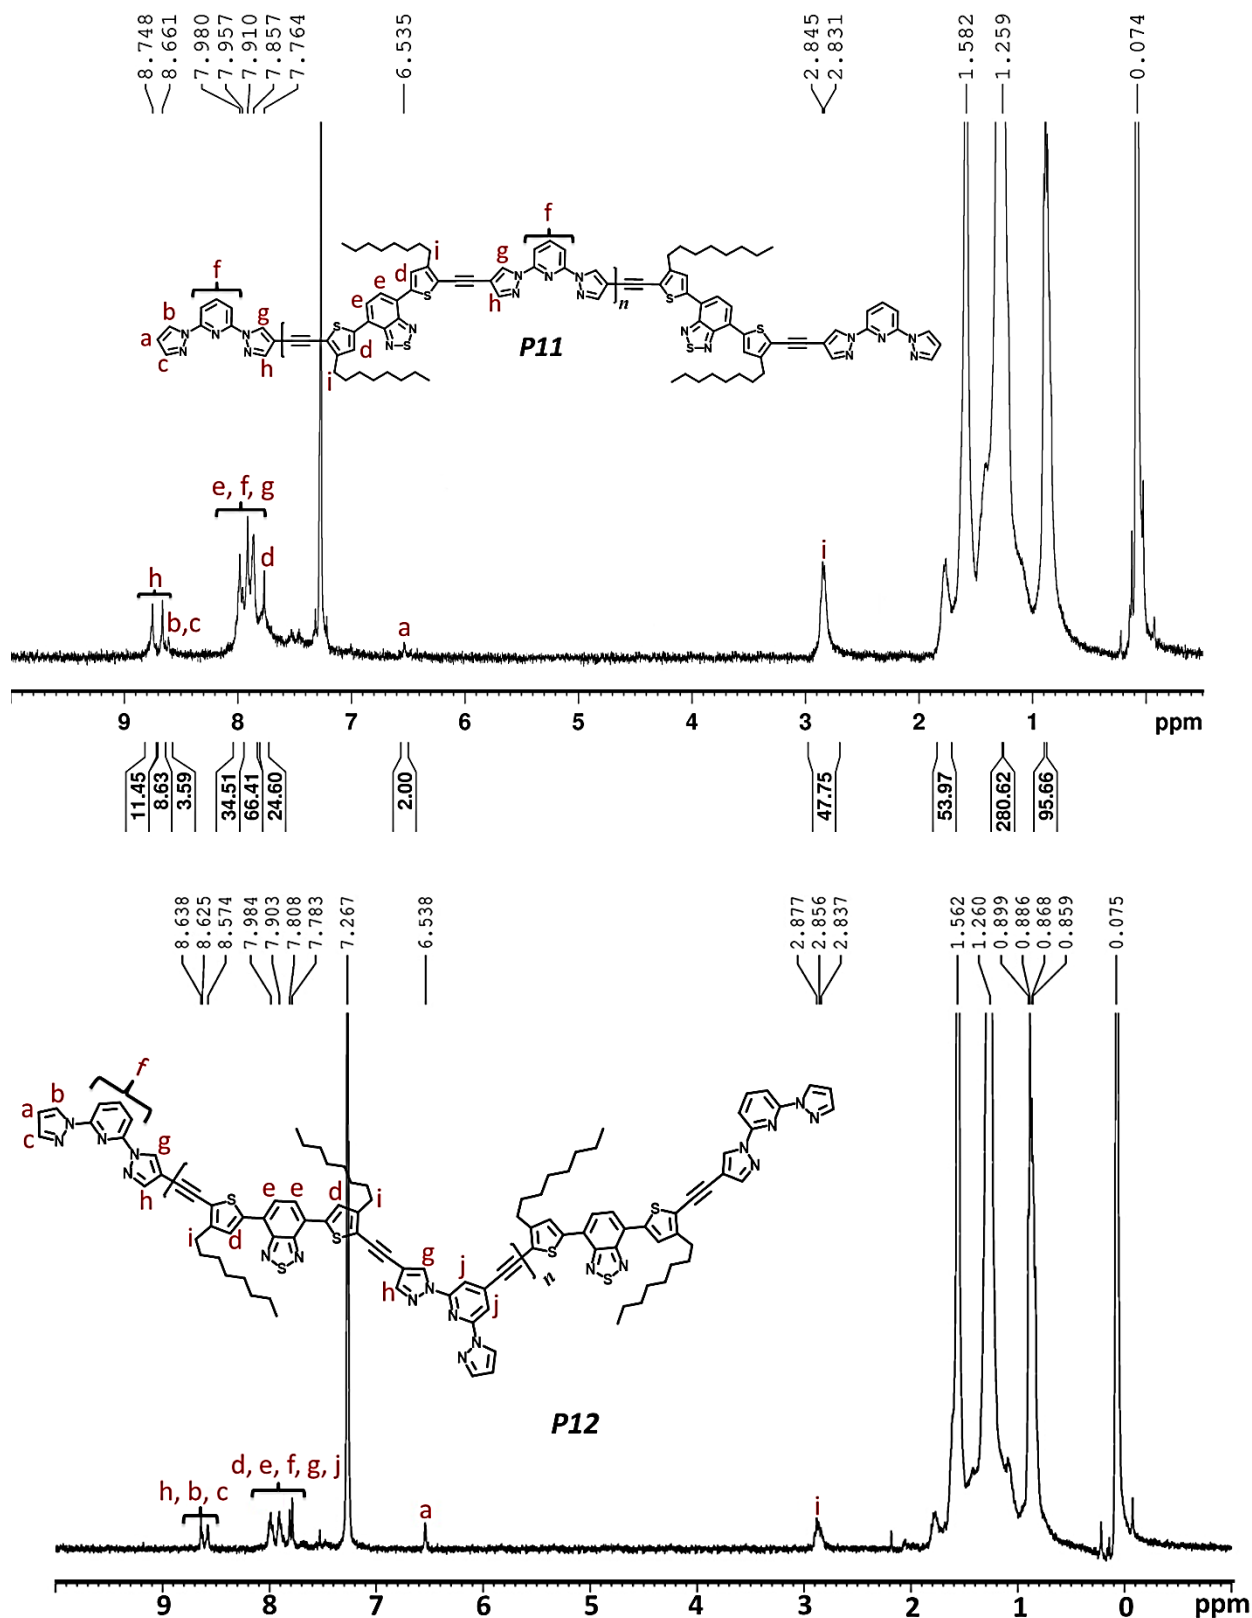 8.748
8.661
7.980
7.957
7.910
7.857
7.764
6.535
2.845
2.831
1.582
1.259
0.074
f
i
g
d
e
e
h
f
b
g
a
c
h
d
i
N
N
N
N
N
S
N
S
N
S
N
N
N
N
N
n
P11
S
N
S
N
S
N
N
N
N
N
e, f, g
d
h
b,c
a
i
9 8 7 6 5 4 3 2 1 ppm
11.45
8.63
3.59
34.51
66.41
24.60
2.00
47.75
53.97
280.62
95.66
8.638
8.625
8.574
7.984
7.903
7.808
7.783
7.267
6.538
2.877
2.856
2.837
1.562
1.260
0.899
0.886
0.868
0.859
0.075
f
b
a
c
g
h
N
N
N
N
N
S
e e
d
i
i
d
N
S
N
S
g
h
j
j
N
N
N
N
N
n
S
N
S
N
S
N
N
N
N
N
P12
d, e, f, g, j
h, b, c
a
i
9 8 7 6 5 4 3 2 1 0 ppm